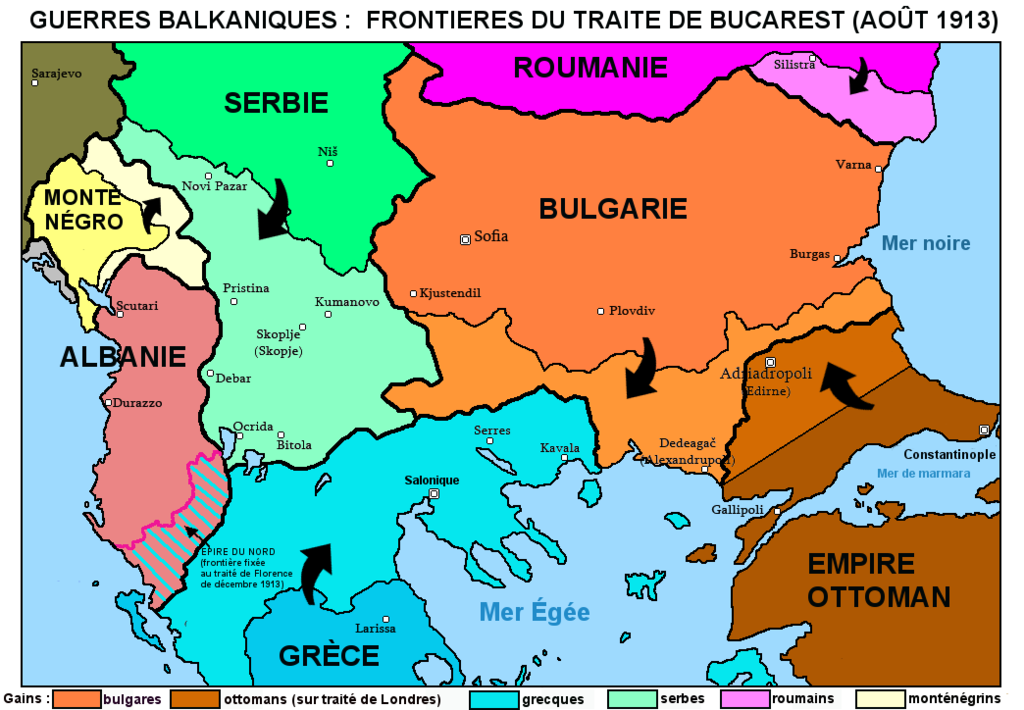 GUERRES BALKANIQUES : FRONTIERES DU TRAITE DE BUCAREST (AOÛT 1913)
Sarajevo
SERBIE
ROUMANIE
Silistra
Niš
Novi Pazar
Varna
MONTE
NÉGRO
BULGARIE
Sofia
Mer noire
Burgas
Pristina
Kjustendil
Kumanovo
Scutari
Plovdiv
Skoplje
(Skopje)
ALBANIE
Debar
Adriadropoli
Edirne)
Durazzo
Ocrida
Bitola
Serres
Kavala
Dedeagač
(Alexandrupoli)
Constantinople
Mer de marmara
Salonique
Gallipoli
EPIRE DU NORD
(frontière fixée
au traité de Florence
de décembre 1913)
EMPIRE
OTTOMAN
Mer Égée
Larissa
GRÈCE
Gains : bulgares ottomans (sur traité de Londres) grecques serbes roumains monténégrins